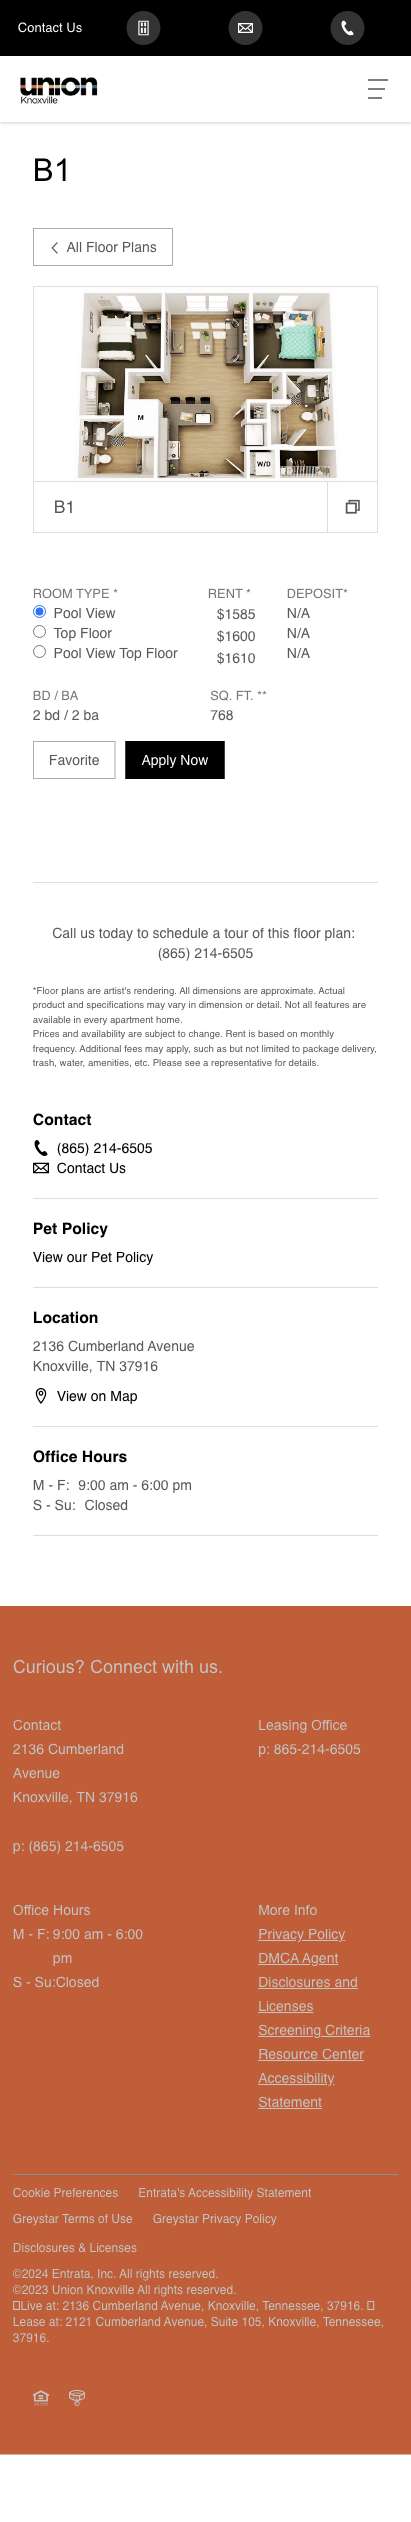 Contact Us
union
Knoxville
B1
All Floor Plans
M
W/D
B1
ROOM TYPE * RENT * DEPOSIT*
Pool View $1585 N/A
Top Floor $1600 N/A
Pool View Top Floor $1610 N/A
BD / BA SQ. FT. **
2 bd / 2 ba 768
Favorite Apply Now
Call us today to schedule a tour of this floor plan:
(865) 214-6505
*Floor plans are artist's rendering. All dimensions are approximate. Actual
product and specifications may vary in dimension or detail. Not all features are
available in every apartment home.
Prices and availability are subject to change. Rent is based on monthly
frequency. Additional fees may apply, such as but not limited to package delivery,
trash, water, amenities, etc. Please see a representative for details.
Contact
(865) 214-6505
Contact Us
Pet Policy
View our Pet Policy
Location
2136 Cumberland Avenue
Knoxville, TN 37916
View on Map
Office Hours
M - F: 9:00 am - 6:00 pm
S - Su: Closed
Curious? Connect with us.
Contact
2136 Cumberland
Avenue
Knoxville, TN 37916
p: (865) 214-6505
Leasing Office
p: 865-214-6505
Office Hours
M - F: 9:00 am - 6:00
pm
S - Su:Closed
More Info
Privacy Policy
DMCA Agent
Disclosures and
Licenses
Screening Criteria
Resource Center
Accessibility
Statement
Cookie Preferences Entrata's Accessibility Statement
Greystar Terms of Use Greystar Privacy Policy
Disclosures & Licenses
©2024 Entrata, Inc. All rights reserved.
©2023 Union Knoxville All rights reserved.
Live at: 2136 Cumberland Avenue, Knoxville, Tennessee, 37916.
Lease at: 2121 Cumberland Avenue, Suite 105, Knoxville, Tennessee,
37916.